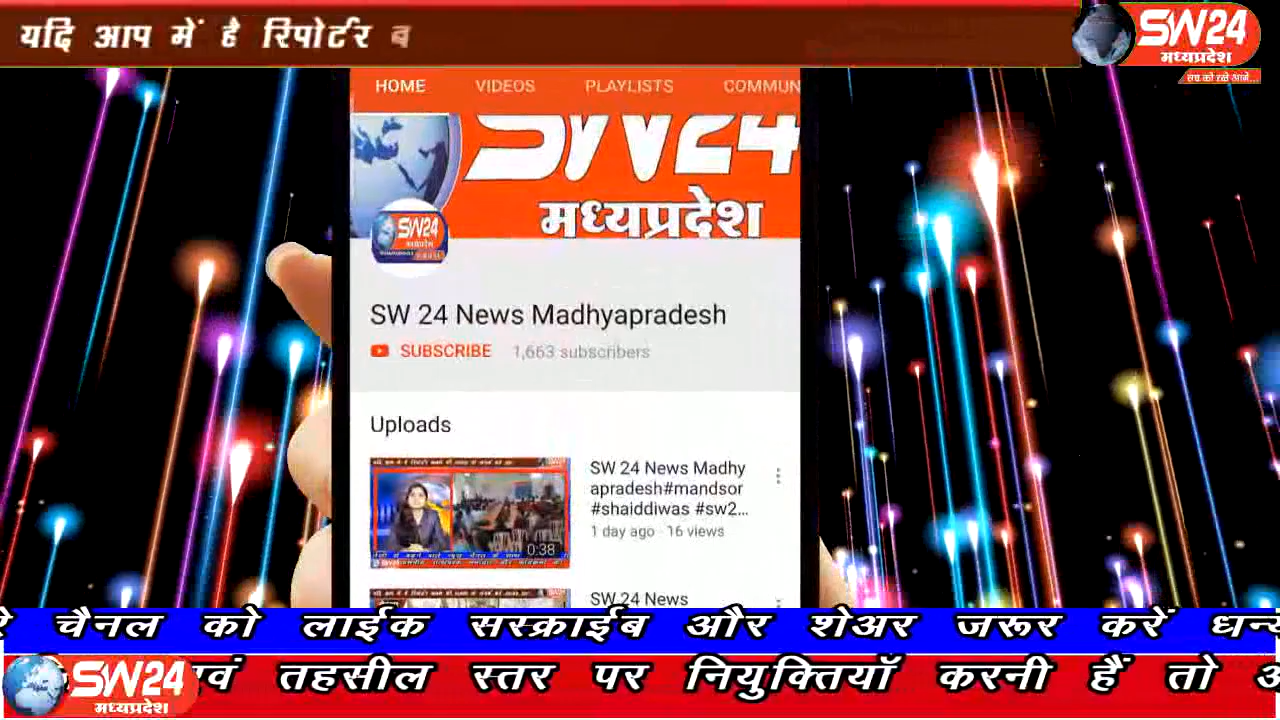 यदि आप में है रिपोर्टर ब
SW24
मध्यप्रदेश
HOME VIDEOS PLAYLISTS COMMUN
SW24
मध्यप्रदेश
SW24
SW 24 News Madhyapradesh
SUBSCRIBE 1,663 subscribers
Uploads
SW 24 News Madhy
apradesh#mandsor
#shaiddiwas #sw2...
1 day ago · 16 views
0:38
SW 24 News
रे चैनल को लाईक सस्क्राईब और शेअर जरूर करें धन्य
वं तहसील स्तर पर नियुक्तियॉ करनी हैं तो अ
SW24
मध्यप्रदेश